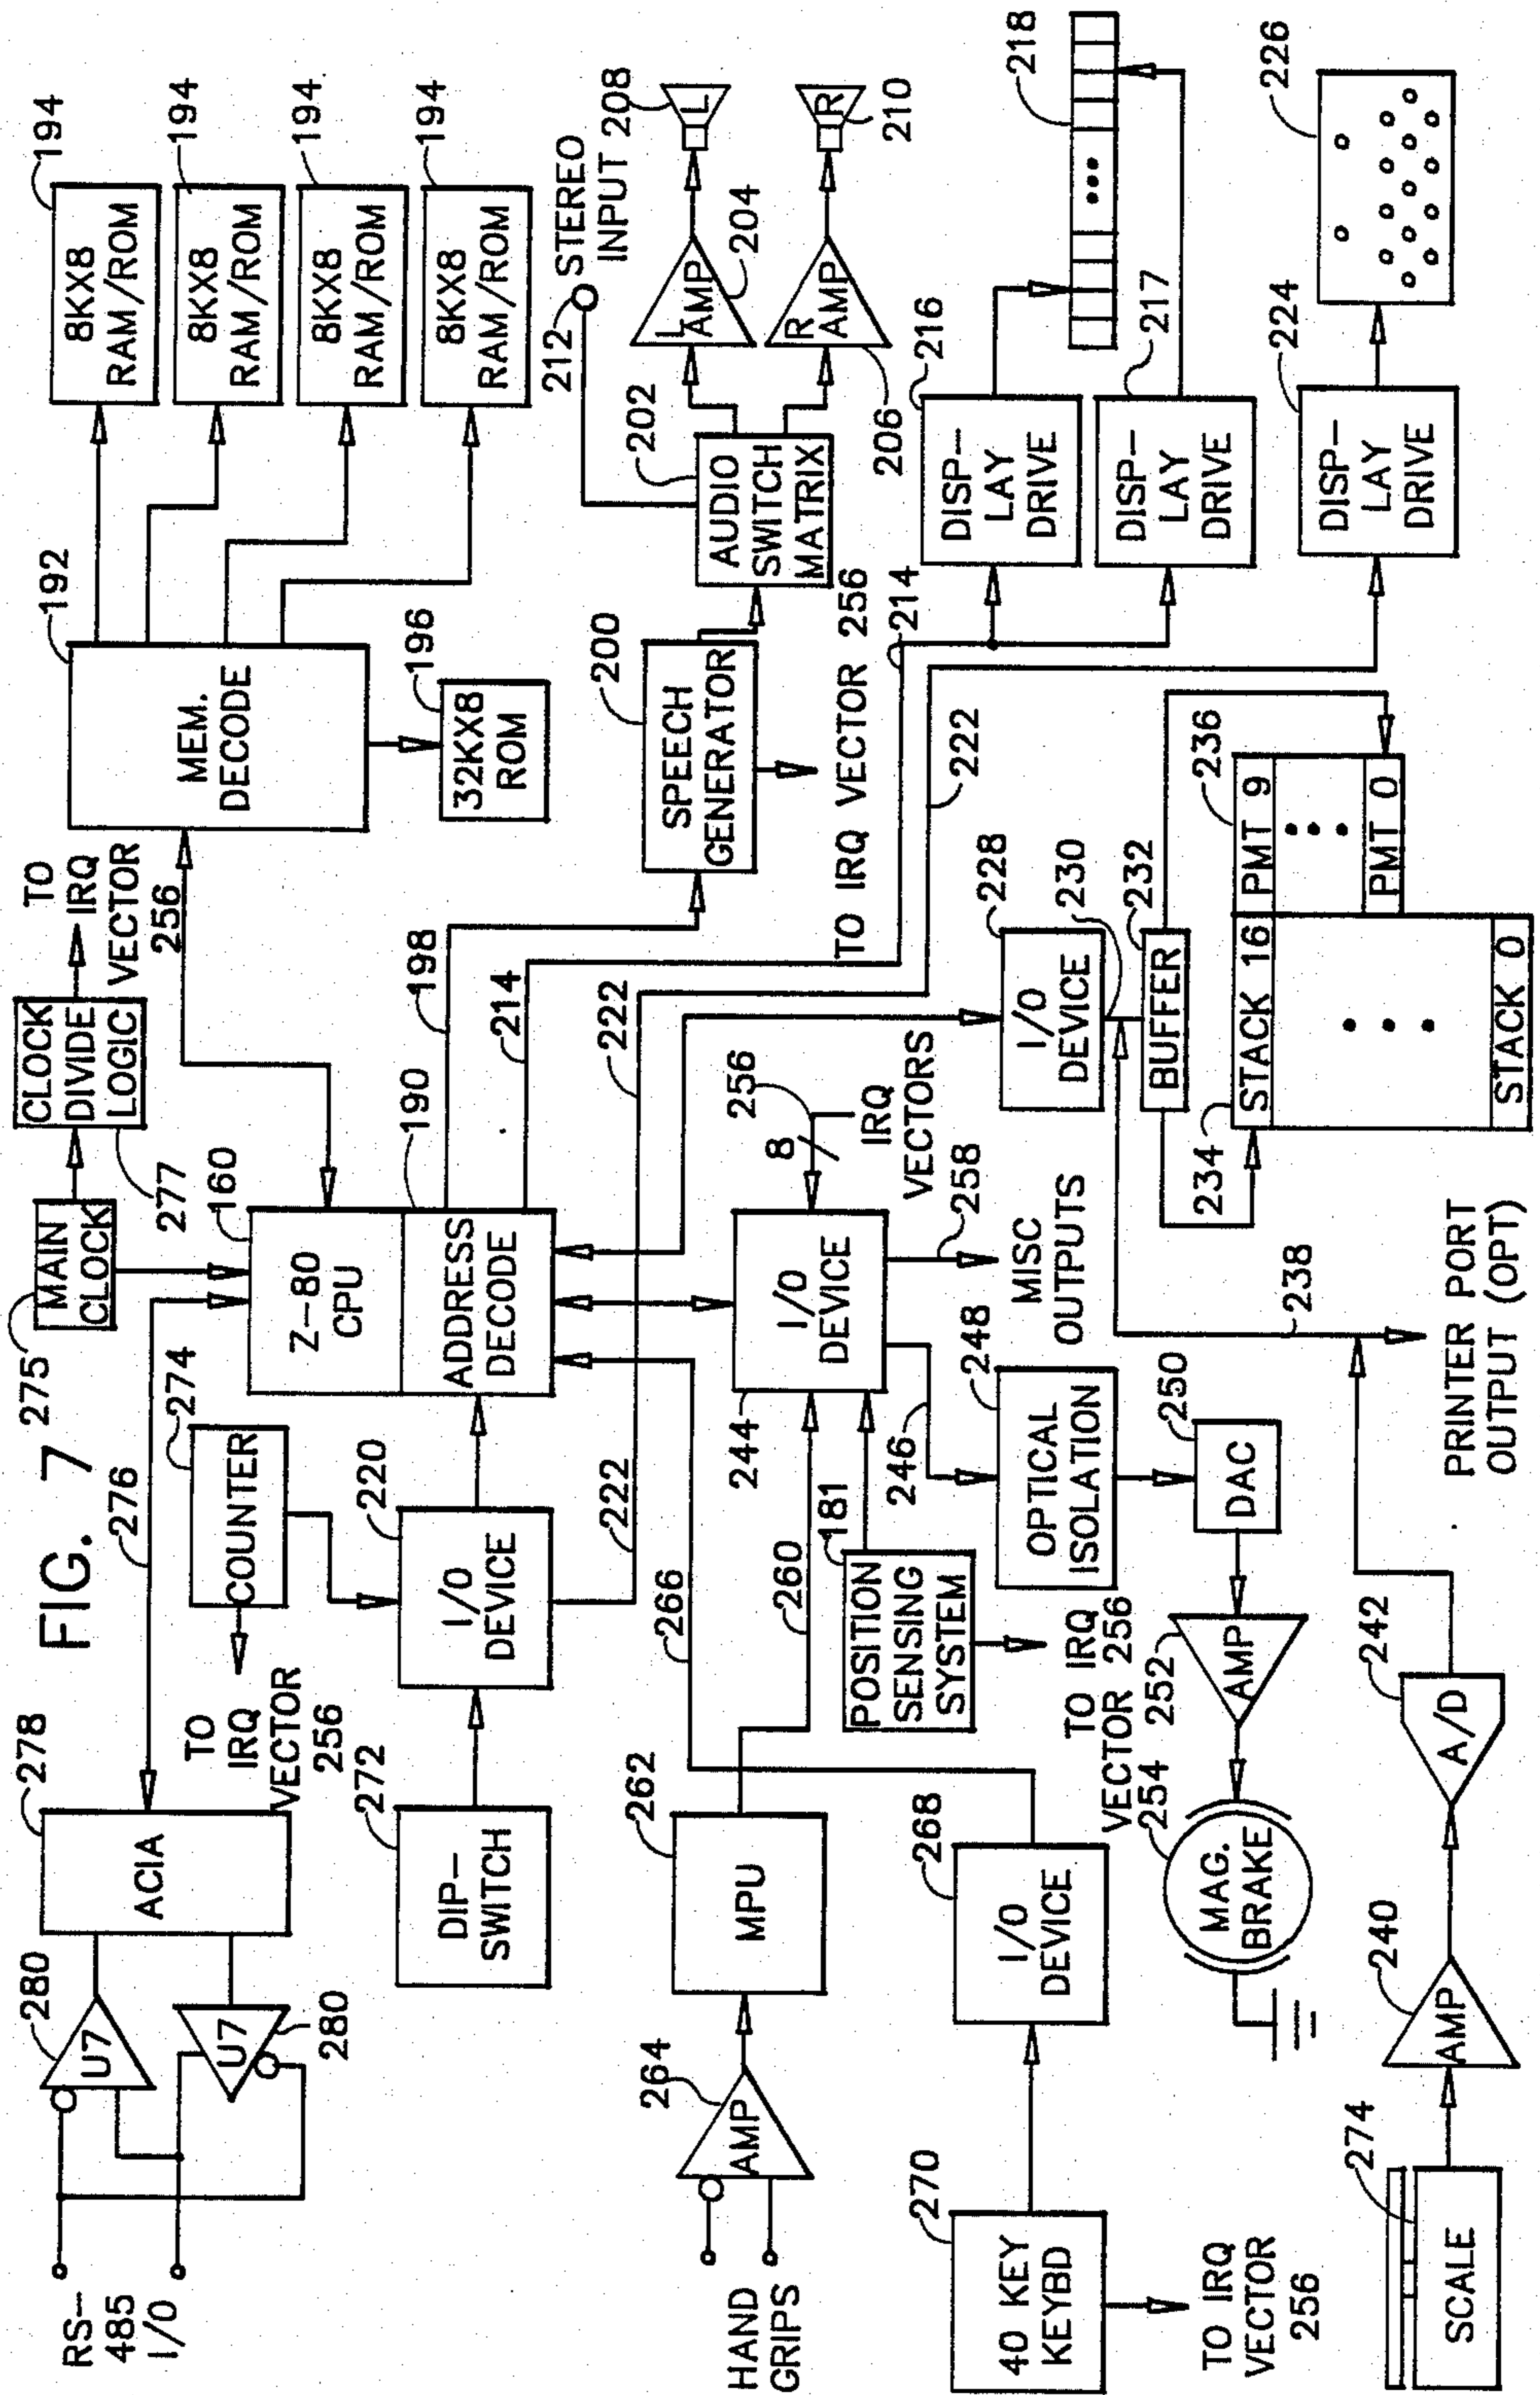 FIG. 7
RS-
485
I/O
280
U7
U7
280
278
ACIA
276
275
MAIN
CLOCK
277
CLOCK
DIVIDE
LOGIC
TO
IRQ
VECTOR
256
192
MEM.
DECODE
194
8KX8
RAM/ROM
194
8KX8
RAM/ROM
194
8KX8
RAM/ROM
194
8KX8
RAM/ROM
196
32KX8
ROM
274
COUNTER
TO
IRQ
VECTOR
256
160
Z-80
CPU
190
ADDRESS
DECODE
198
214
272
DIP-
SWITCH
220
I/O
DEVICE
222
222
200
SPEECH
GENERATOR
TO IRQ VECTOR 256
202
AUDIO
SWITCH
MATRIX
212
STEREO
INPUT
L
AMP
204
208
L
R
AMP
206
R
210
214
216
DISP-
LAY
DRIVE
217
DISP-
LAY
DRIVE
218
222
224
DISP-
LAY
DRIVE
226
HAND
GRIPS
264
AMP
262
MPU
266
260
244
I/O
DEVICE
181
POSITION
SENSING
SYSTEM
TO IRQ
VECTOR 256
256
8
IRQ
VECTORS
258
MISC
OUTPUTS
246
248
OPTICAL
ISOLATION
250
DAC
252
AMP
254
MAG.
BRAKE
228
I/O
DEVICE
230
232
BUFFER
234
STACK 16
STACK 0
236
PMT 9
PMT 0
238
PRINTER PORT
OUTPUT (OPT)
270
40 KEY
KEYBD
TO IRQ
VECTOR
256
268
I/O
DEVICE
274
SCALE
240
AMP
242
A/D